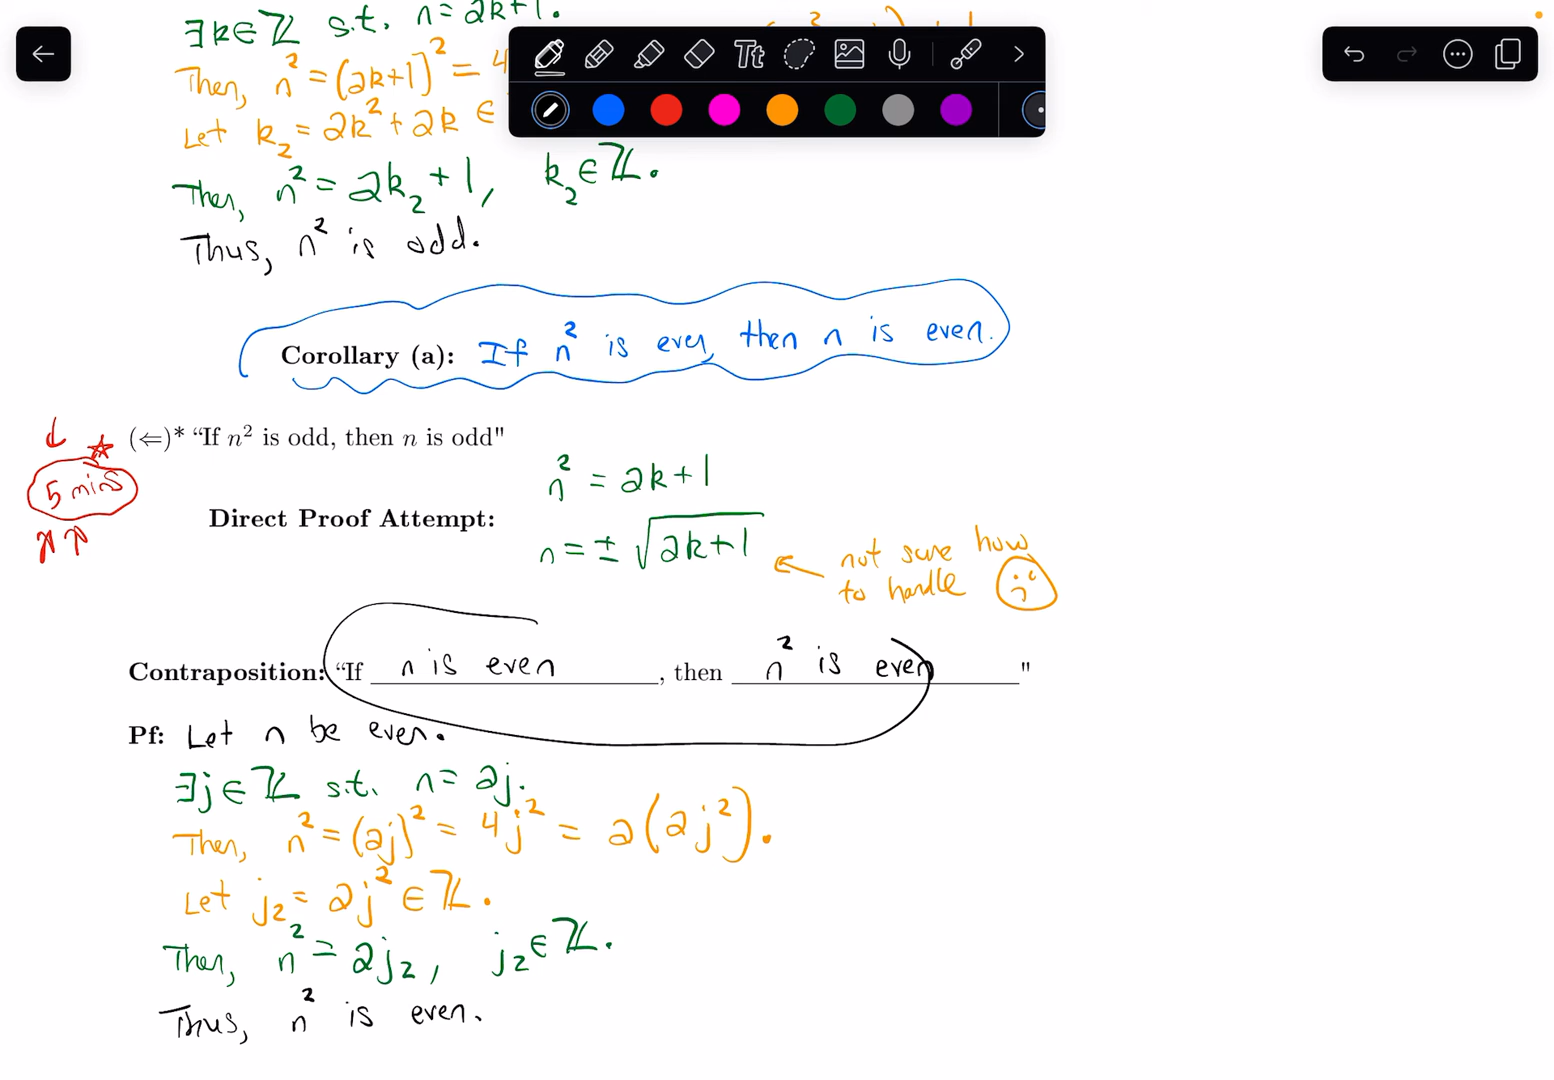 ∃k∈ℤ s.t. n=2k+1.
Then, n²=(2k+1)²=4
Let k₂=2k²+2k ∈
Tt
Then, n²=2k₂+1, k₂∈ℤ.
Thus, n² is odd.
Corollary (a): If n² is even, then n is even.
(⇐)* “If n² is odd, then n is odd"
5 mins
n²=2k+1
Direct Proof Attempt:
n=±√(2k+1)
not sure how
to handle
Contraposition: “If n is even, then n² is even"
Pf: Let n be even.
∃j∈ℤ s.t. n=2j.
Then, n²=(2j)²=4j²=2(2j²).
Let j₂=2j²∈ℤ.
Then, n²=2j₂, j₂∈ℤ.
Thus, n² is even.